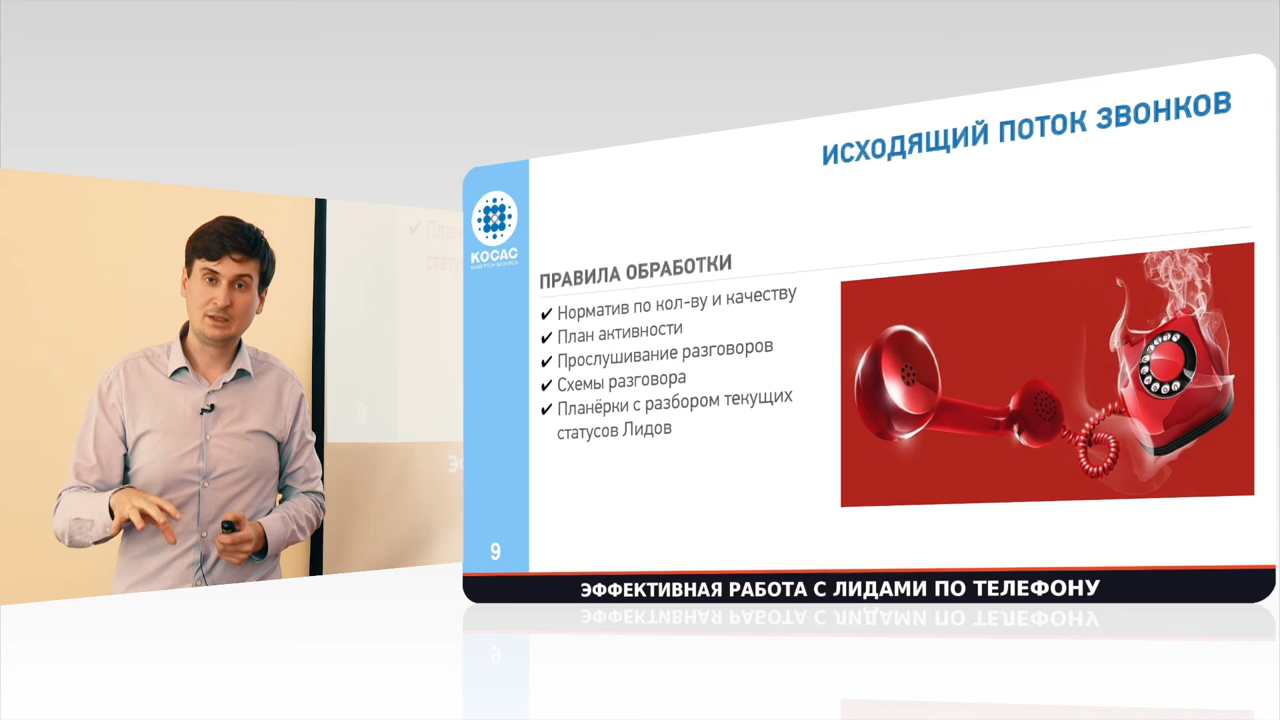 ИСХОДЯЩИЙ ПОТОК ЗВОНКОВ
КОСАС
ПРАВИЛА ОБРАБОТКИ
✔ Норматив по кол-ву и качеству
✔ План активности
✔ Прослушивание разговоров
✔ Схемы разговора
✔ Планёрки с разбором текущих
статусов Лидов
9
ЭФФЕКТИВНАЯ РАБОТА С ЛИДАМИ ПО ТЕЛЕФОНУ